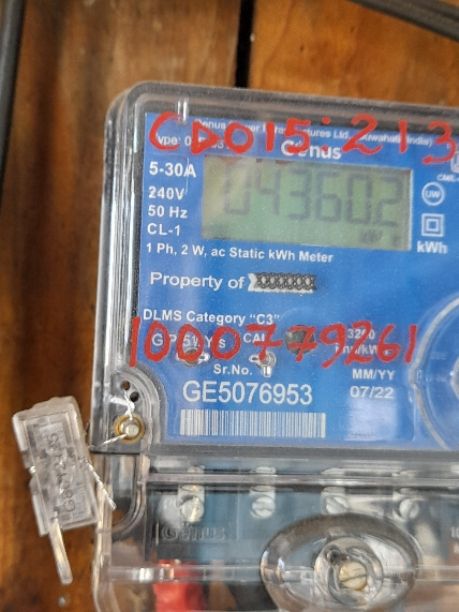 CD015:213
Genus
5-30A
240V
50 Hz
CL-1
043602
kWh
1 Ph, 2 W, ac Static kWh Meter
Property of
DLMS Category "C3"
1000779261
Sr.No.
MM/YY
GE5076953
07/22
Genus